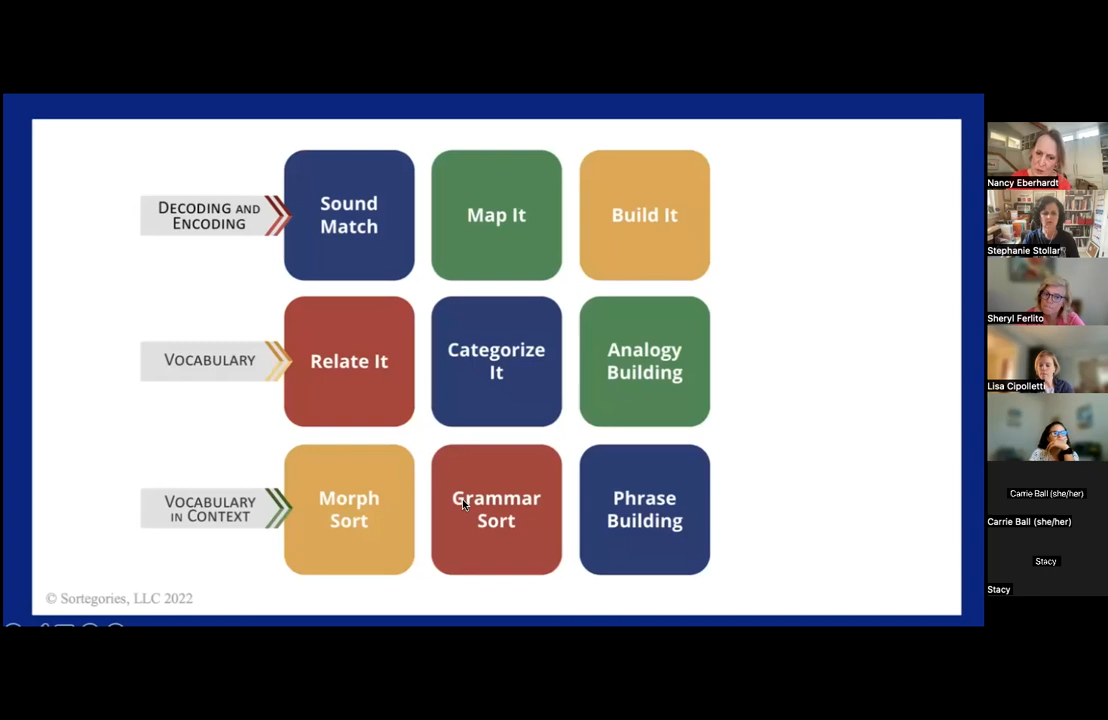 DECODING AND
ENCODING
Sound
Match
Map It
Build It
VOCABULARY
Relate It
Categorize
It
Analogy
Building
VOCABULARY
IN CONTEXT
Morph
Sort
Grammar
Sort
Phrase
Building
© Sortegories, LLC 2022
Nancy Eberhardt
Stephanie Stollar
Sheryl Ferlito
Lisa Cipolletti
Carrie Ball (she/her)
Carrie Ball (she/her)
Stacy
Stacy